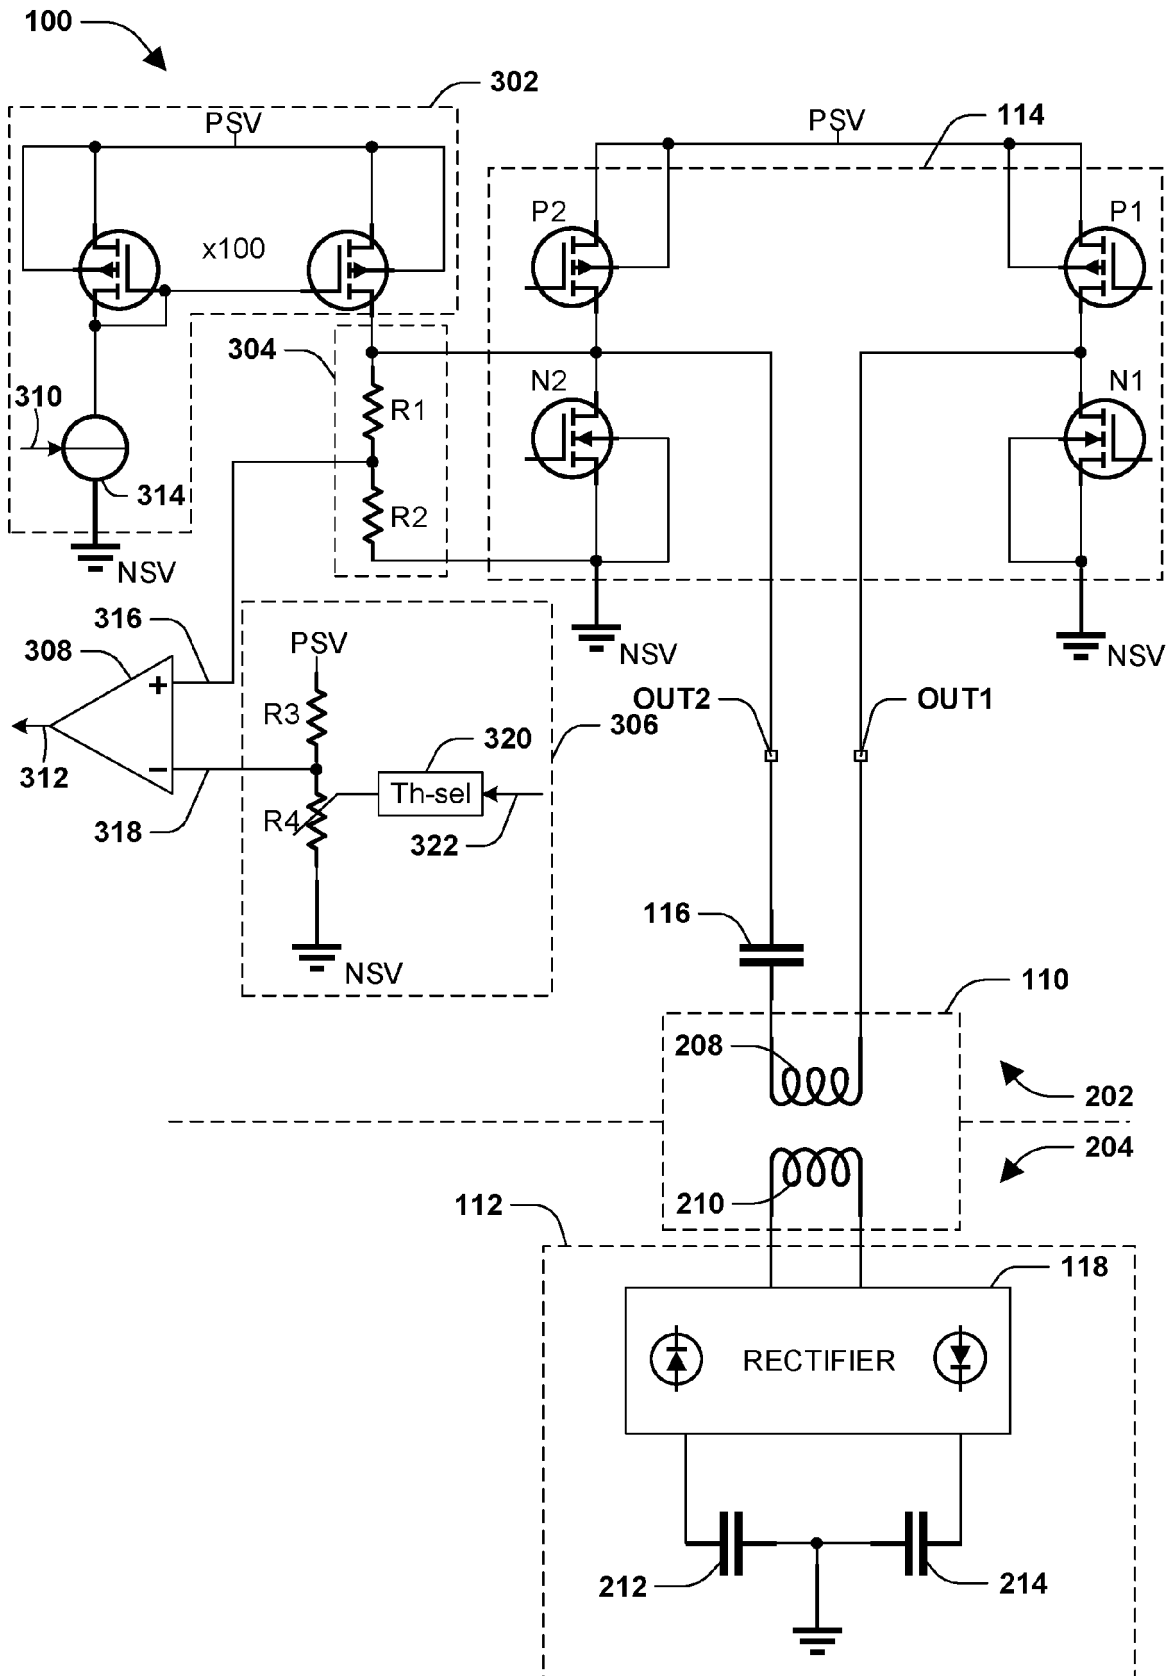 100
302
PSV
PSV
114
P2
P1
x100
304
N2
N1
310
R1
314
R2
NSV
316
308
PSV
NSV
NSV
OUT2
OUT1
R3
306
320
312
Th-sel
R4
318
322
116
NSV
110
208
202
204
210
112
118
RECTIFIER
212
214